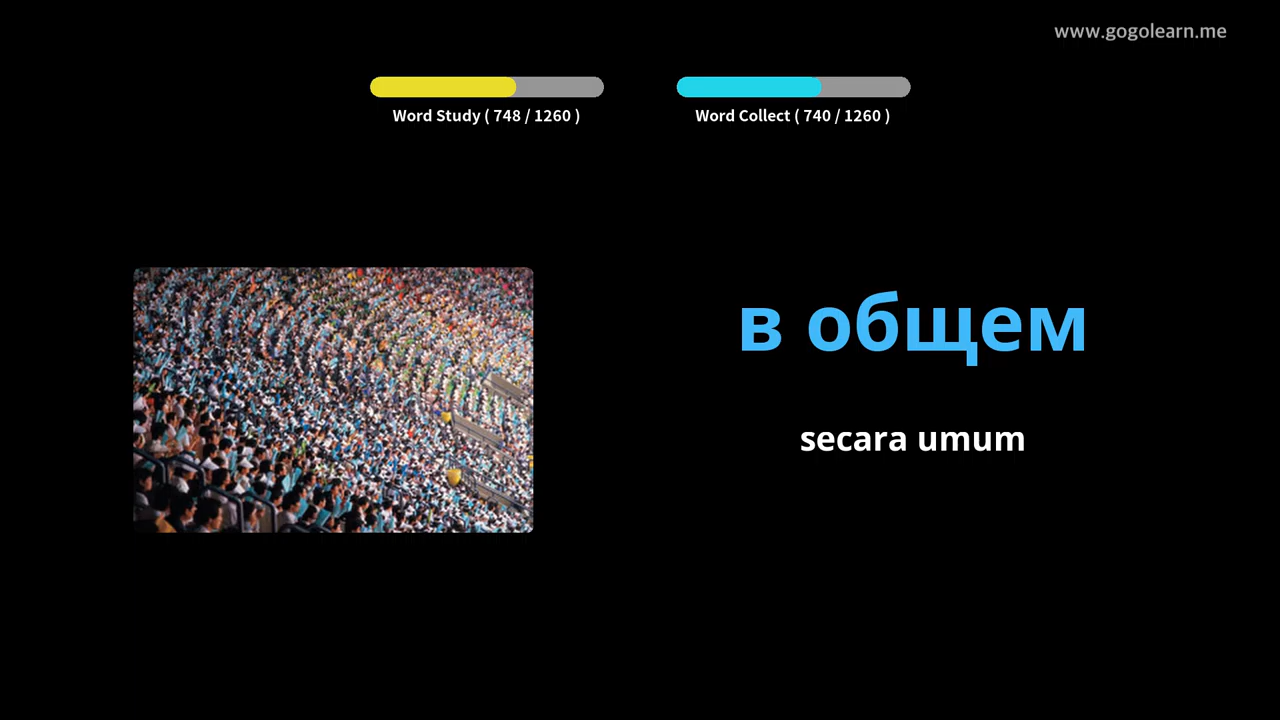 www.gogolearn.me
Word Study ( 748 / 1260 )
Word Collect ( 740 / 1260 )
в общем
secara umum